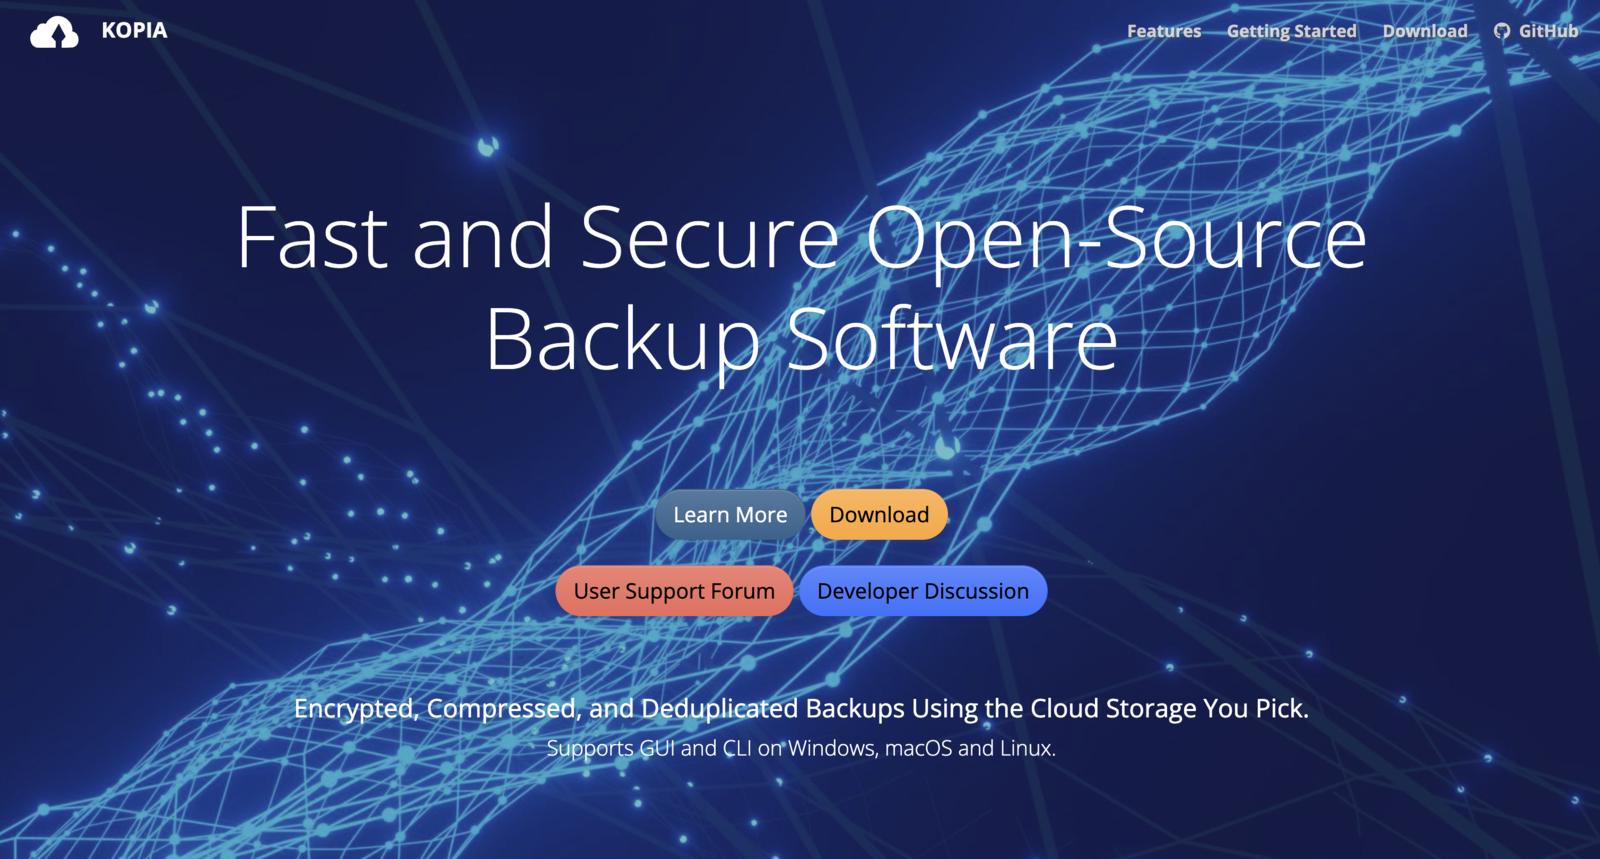 KOPIA
Features
Getting Started
Download
GitHub
Fast and Secure Open-Source
Backup Software
Learn More
Download
User Support Forum
Developer Discussion
Encrypted, Compressed, and Deduplicated Backups Using the Cloud Storage You Pick.
Supports GUI and CLI on Windows, macOS and Linux.